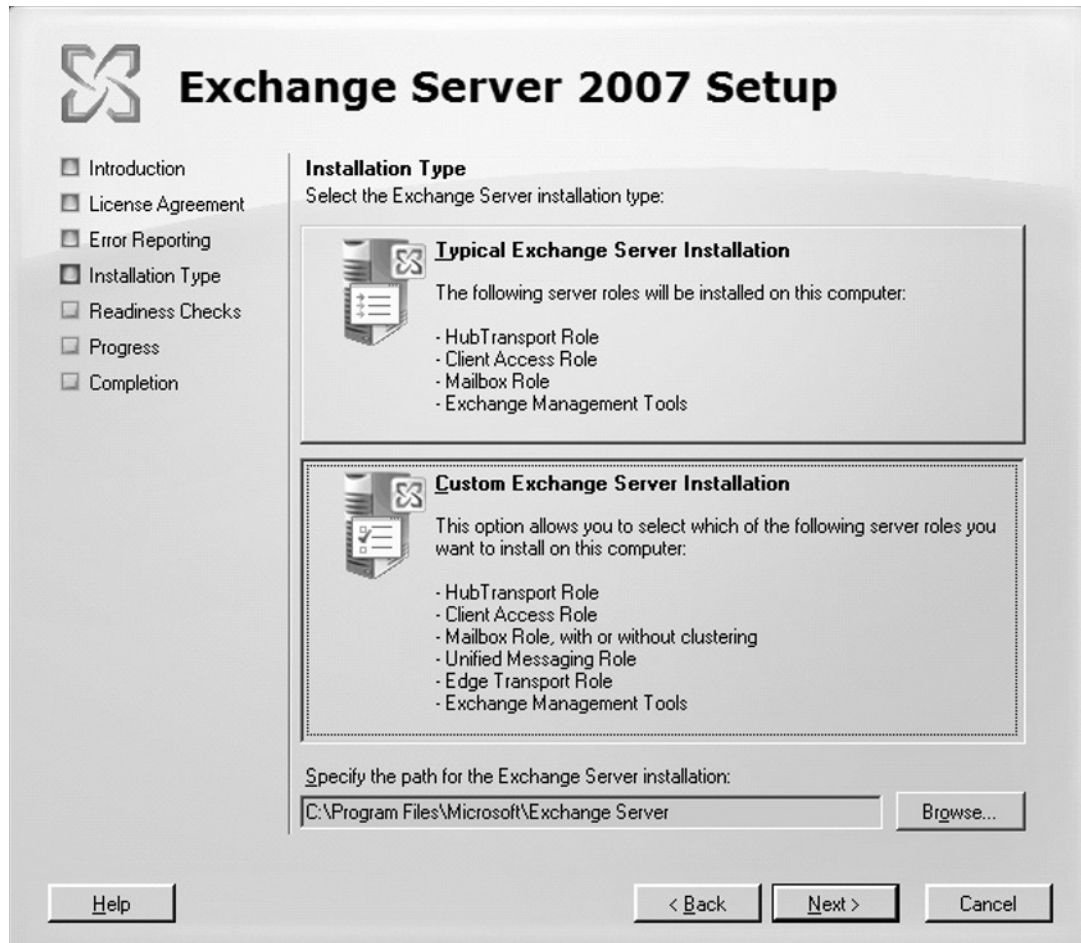 Exchange Server 2007 Setup
Introduction
License Agreement
Error Reporting
Installation Type
Readiness Checks
Progress
Completion
Installation Type
Select the Exchange Server installation type:
Typical Exchange Server Installation
The following server roles will be installed on this computer:
- HubTransport Role
- Client Access Role
- Mailbox Role
- Exchange Management Tools
Custom Exchange Server Installation
This option allows you to select which of the following server roles you
want to install on this computer:
- HubTransport Role
- Client Access Role
- Mailbox Role, with or without clustering
- Unified Messaging Role
- Edge Transport Role
- Exchange Management Tools
Specify the path for the Exchange Server installation:
C:\Program Files\Microsoft\Exchange Server
Browse...
Help
< Back
Next >
Cancel